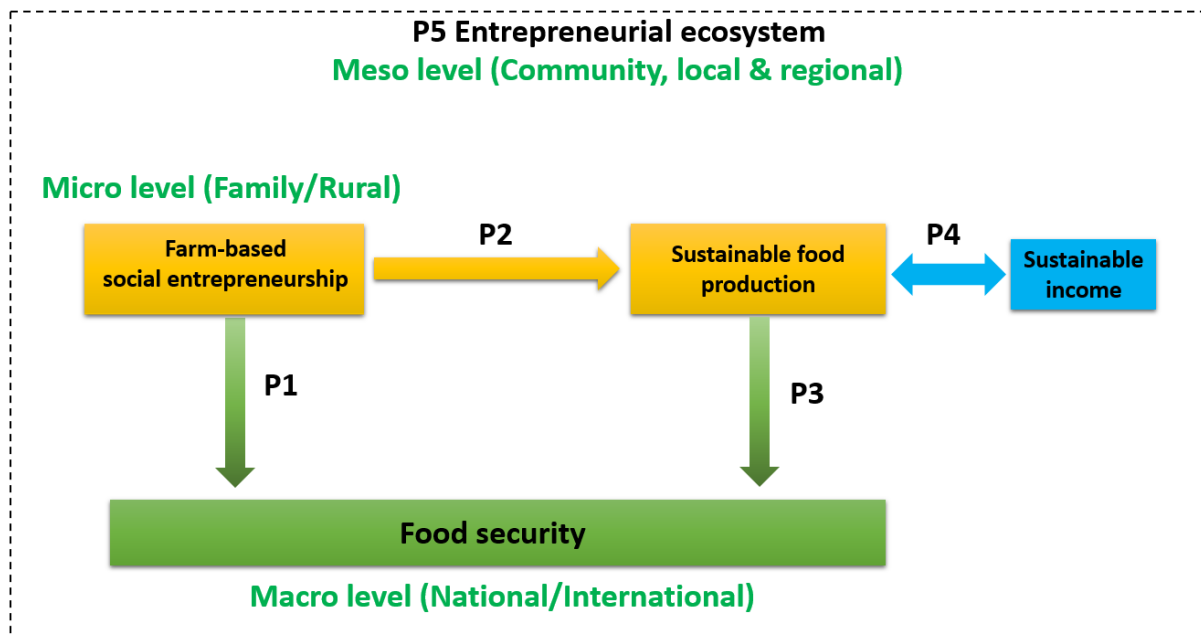 P5 Entrepreneurial ecosystem
Meso level (Community, local & regional)
Micro level (Family/Rural)
Farm-based
social entrepreneurship
P2
Sustainable food
production
P4
Sustainable
income
P1
P3
Food security
Macro level (National/International)